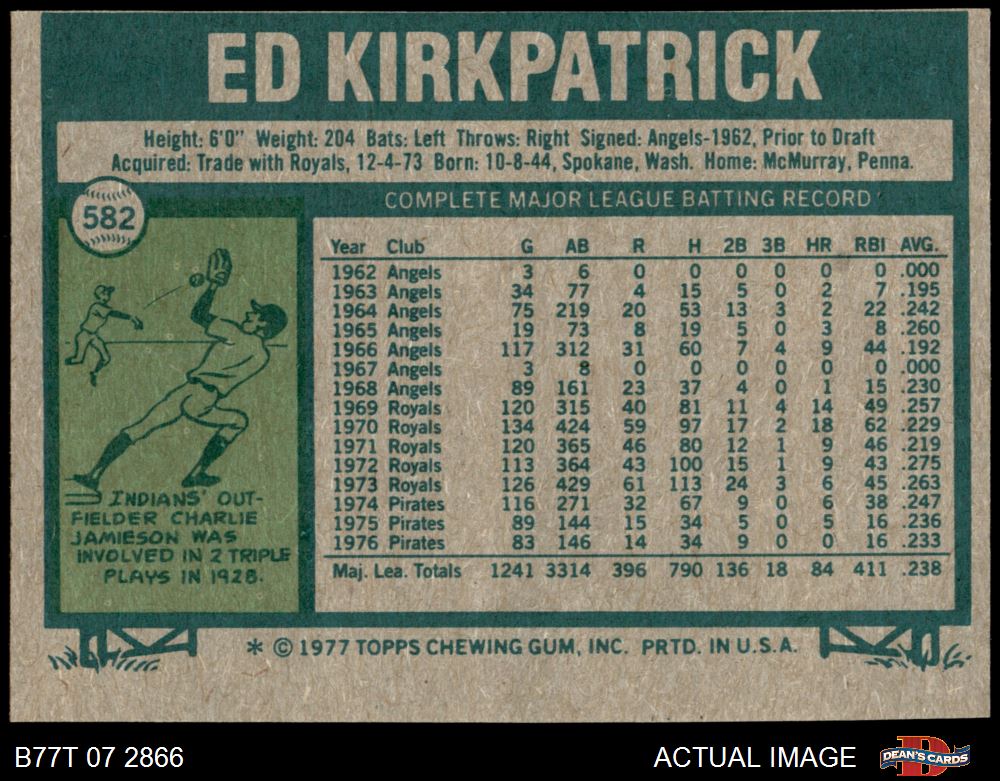 ED KIRKPATRICK
Height: 6'0" Weight: 204 Bats: Left Throws: Right Signed: Angels-1962, Prior to Draft
Acquired: Trade with Royals, 12-4-73 Born: 10-8-44, Spokane, Wash. Home: McMurray, Penna.
582
COMPLETE MAJOR LEAGUE BATTING RECORD
Year Club G AB R H 2B 3B HR RBI AVG.
1962 Angels 3 6 0 0 0 0 0 0 .000
1963 Angels 34 77 4 15 5 0 2 7 .195
1964 Angels 75 219 20 53 13 3 2 22 .242
1965 Angels 19 73 8 19 5 0 3 8 .260
1966 Angels 117 312 31 60 7 4 9 44 .192
1967 Angels 3 8 0 0 0 0 0 0 .000
1968 Angels 89 161 23 37 4 0 1 15 .230
1969 Royals 120 315 40 81 11 4 14 49 .257
1970 Royals 134 424 59 97 17 2 18 62 .229
1971 Royals 120 365 46 80 12 1 9 46 .219
1972 Royals 113 364 43 100 15 1 9 43 .275
1973 Royals 126 429 61 113 24 3 6 45 .263
1974 Pirates 116 271 32 67 9 0 6 38 .247
1975 Pirates 89 144 15 34 5 0 5 16 .236
1976 Pirates 83 146 14 34 9 0 0 16 .233
Maj. Lea. Totals 1241 3314 396 790 136 18 84 411 .238
INDIANS' OUT-
FIELDER CHARLIE
JAMIESON WAS
INVOLVED IN 2 TRIPLE
PLAYS IN 1928.
* © 1977 TOPPS CHEWING GUM, INC. PRTD. IN U.S.A.
B77T 07 2866
ACTUAL IMAGE
DEAN'S CARDS